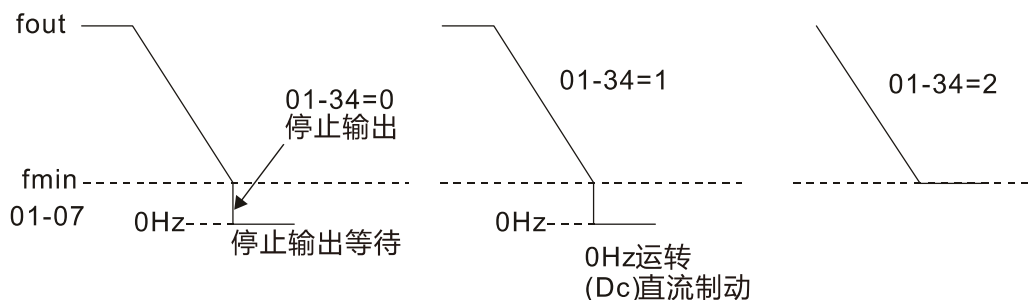 fout
01-34=0
停止输出
fmin
01-07
0Hz
停止输出等待
01-34=1
0Hz
0Hz运转
(Dc)直流制动
01-34=2